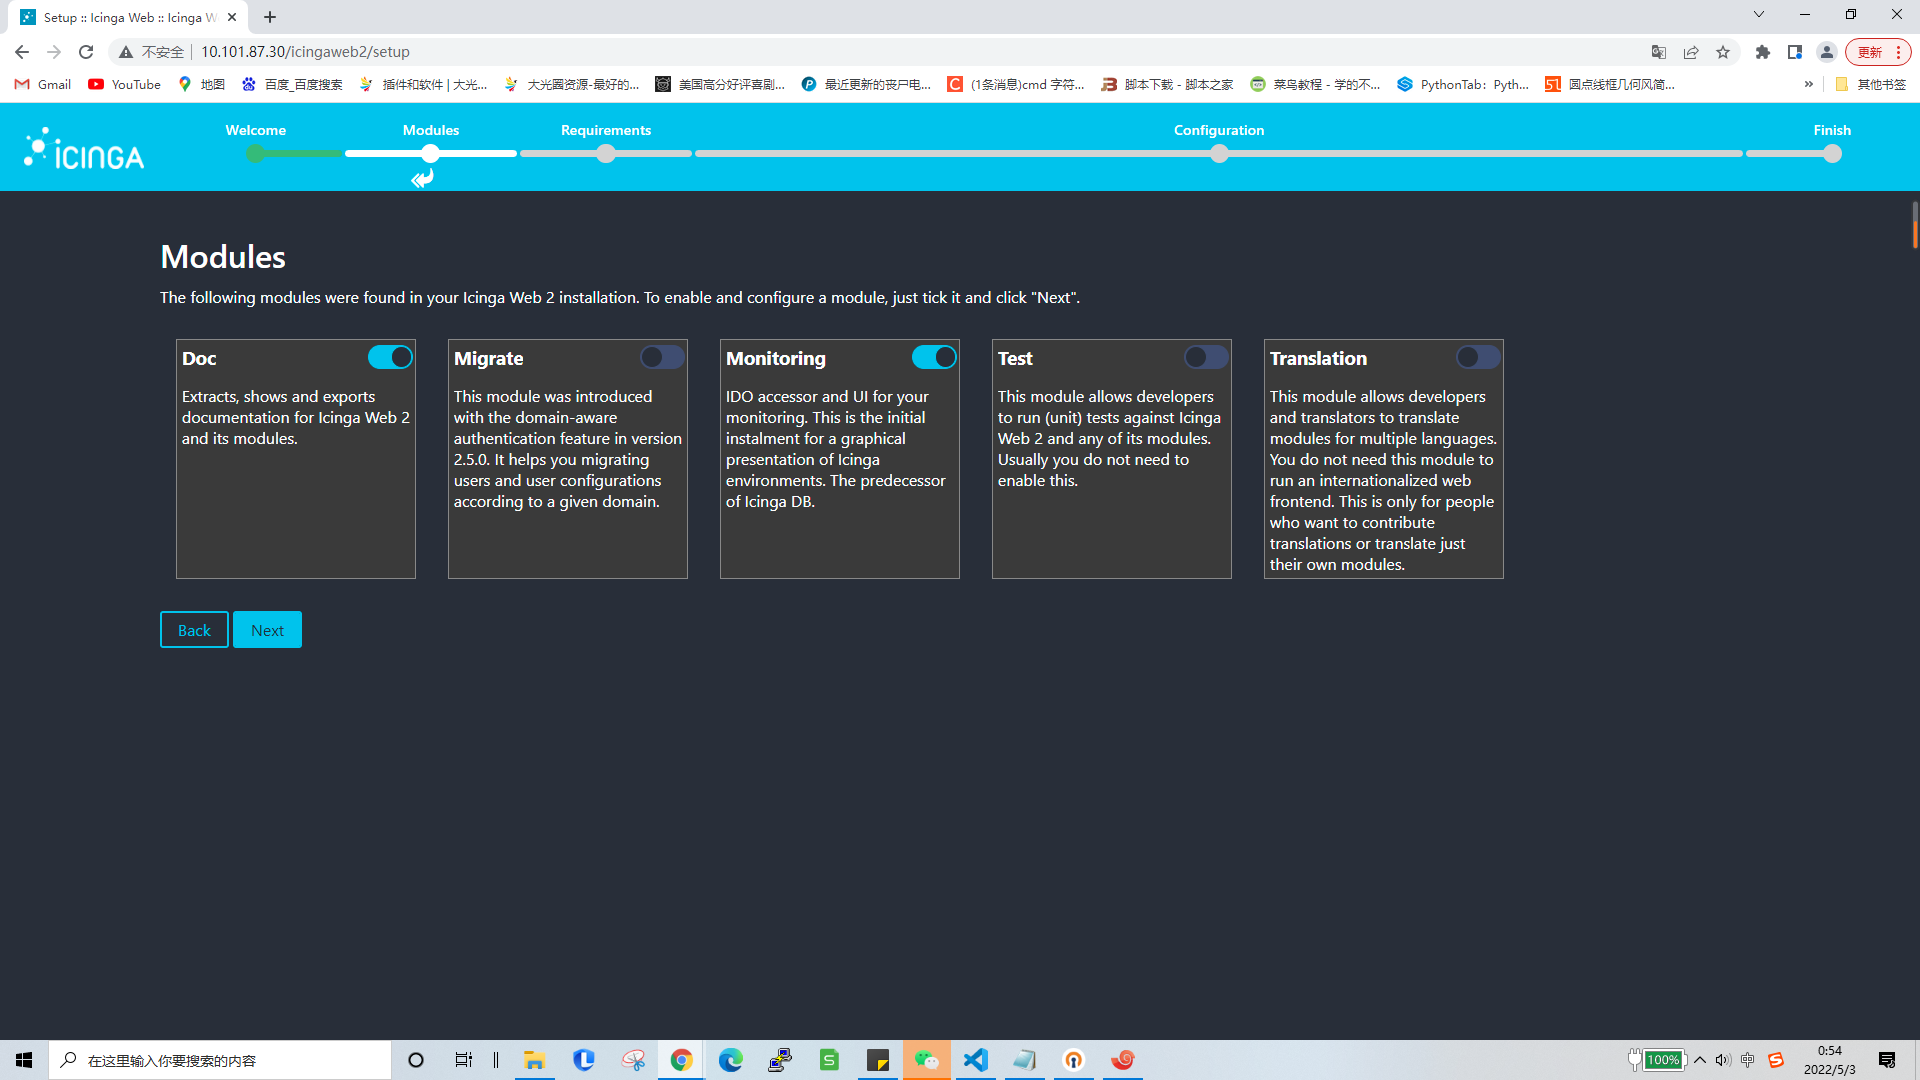 Setup :: Icinga Web :: Icinga W
不安全
10.101.87.30/icingaweb2/setup
更新
Gmail
YouTube
地图
百度_百度搜索
插件和软件 | 大光...
大光圈资源-最好的...
美国高分好评喜剧...
最近更新的丧尸电...
(1条消息)cmd 字符...
脚本下载 - 脚本之家
菜鸟教程 - 学的不...
PythonTab：Pyth...
圆点线框几何风简...
»
其他书签
ICINGA
Welcome
Modules
Requirements
Configuration
Finish
Modules
The following modules were found in your Icinga Web 2 installation. To enable and configure a module, just tick it and click "Next".
Doc
Extracts, shows and exports
documentation for Icinga Web 2
and its modules.
Migrate
This module was introduced
with the domain-aware
authentication feature in version
2.5.0. It helps you migrating
users and user configurations
according to a given domain.
Monitoring
IDO accessor and UI for your
monitoring. This is the initial
instalment for a graphical
presentation of Icinga
environments. The predecessor
of Icinga DB.
Test
This module allows developers
to run (unit) tests against Icinga
Web 2 and any of its modules.
Usually you do not need to
enable this.
Translation
This module allows developers
and translators to translate
modules for multiple languages.
You do not need this module to
run an internationalized web
frontend. This is only for people
who want to contribute
translations or translate just
their own modules.
Back
Next
在这里输入你要搜索的内容
100%
中
0:54
2022/5/3